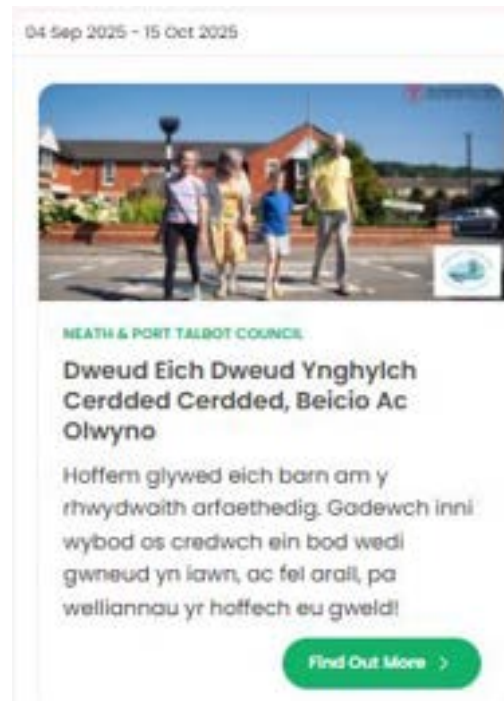 04 Sep 2025 - 15 Oct 2025
NEATH & PORT TALBOT COUNCIL
Dweud Eich Dweud Ynghylch
Cerdded Cerdded, Beicio Ac
Olwyno
Hoffem glywed eich barn am y
rhwydwaith arfaethedig. Gadewch inni
wybod os credwch ein bod wedi
gwneud yn iawn, ac fel arall, pa
welliannau yr hoffech eu gweld!
Find Out More >